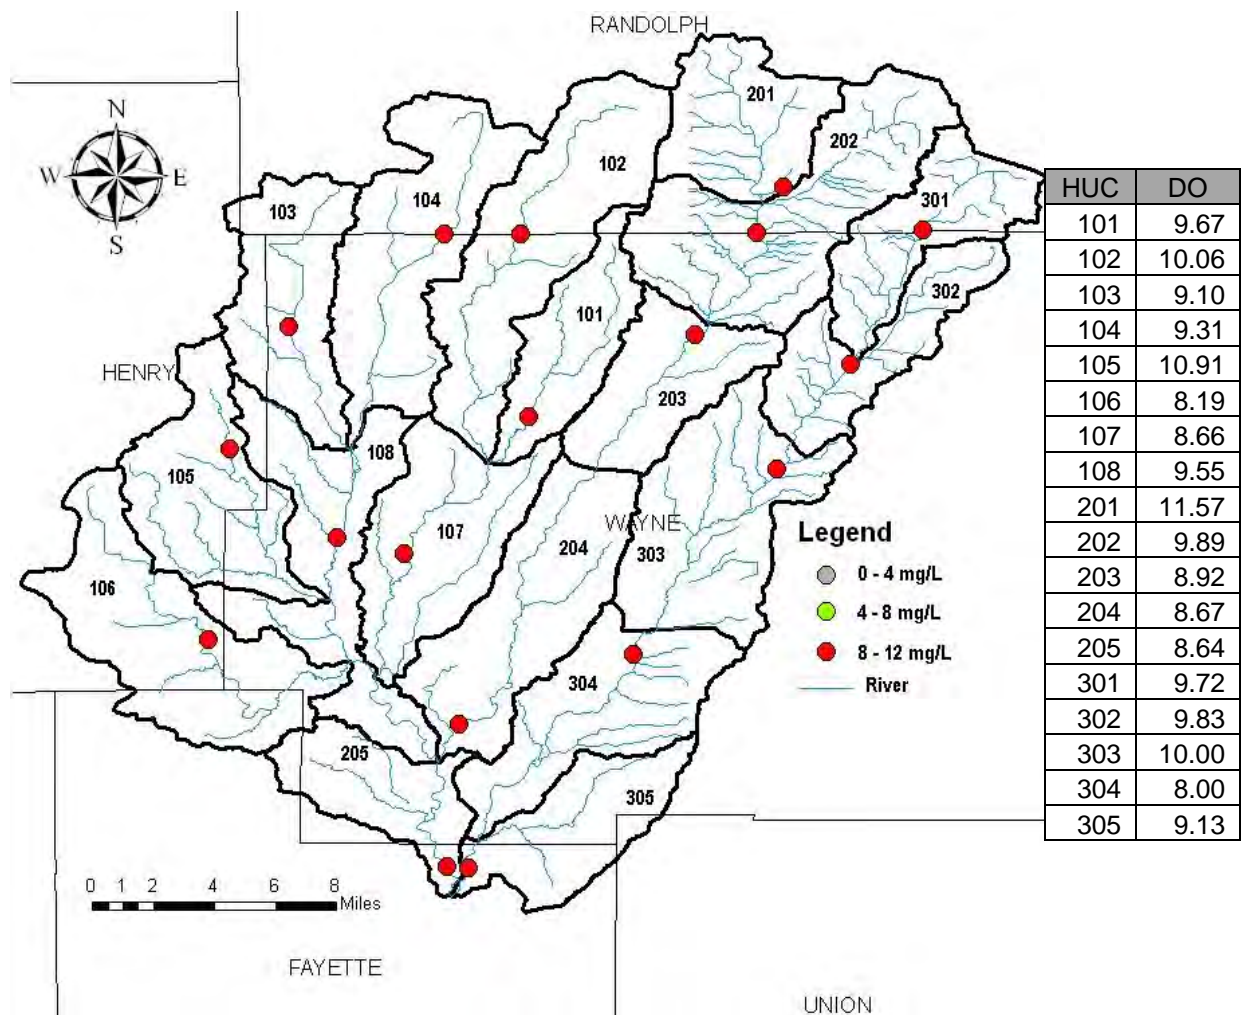 RANDOLPH
N
W E
S
201
202
102
103
104
301
302
101
HENRY
203
108
105
107
WAYNE
204
303
106
304
205
305
Legend
0 - 4 mg/L
4 - 8 mg/L
8 - 12 mg/L
River
0 1 2 4 6 8
Miles
FAYETTE
UNION
HUC DO
101 9.67
102 10.06
103 9.10
104 9.31
105 10.91
106 8.19
107 8.66
108 9.55
201 11.57
202 9.89
203 8.92
204 8.67
205 8.64
301 9.72
302 9.83
303 10.00
304 8.00
305 9.13